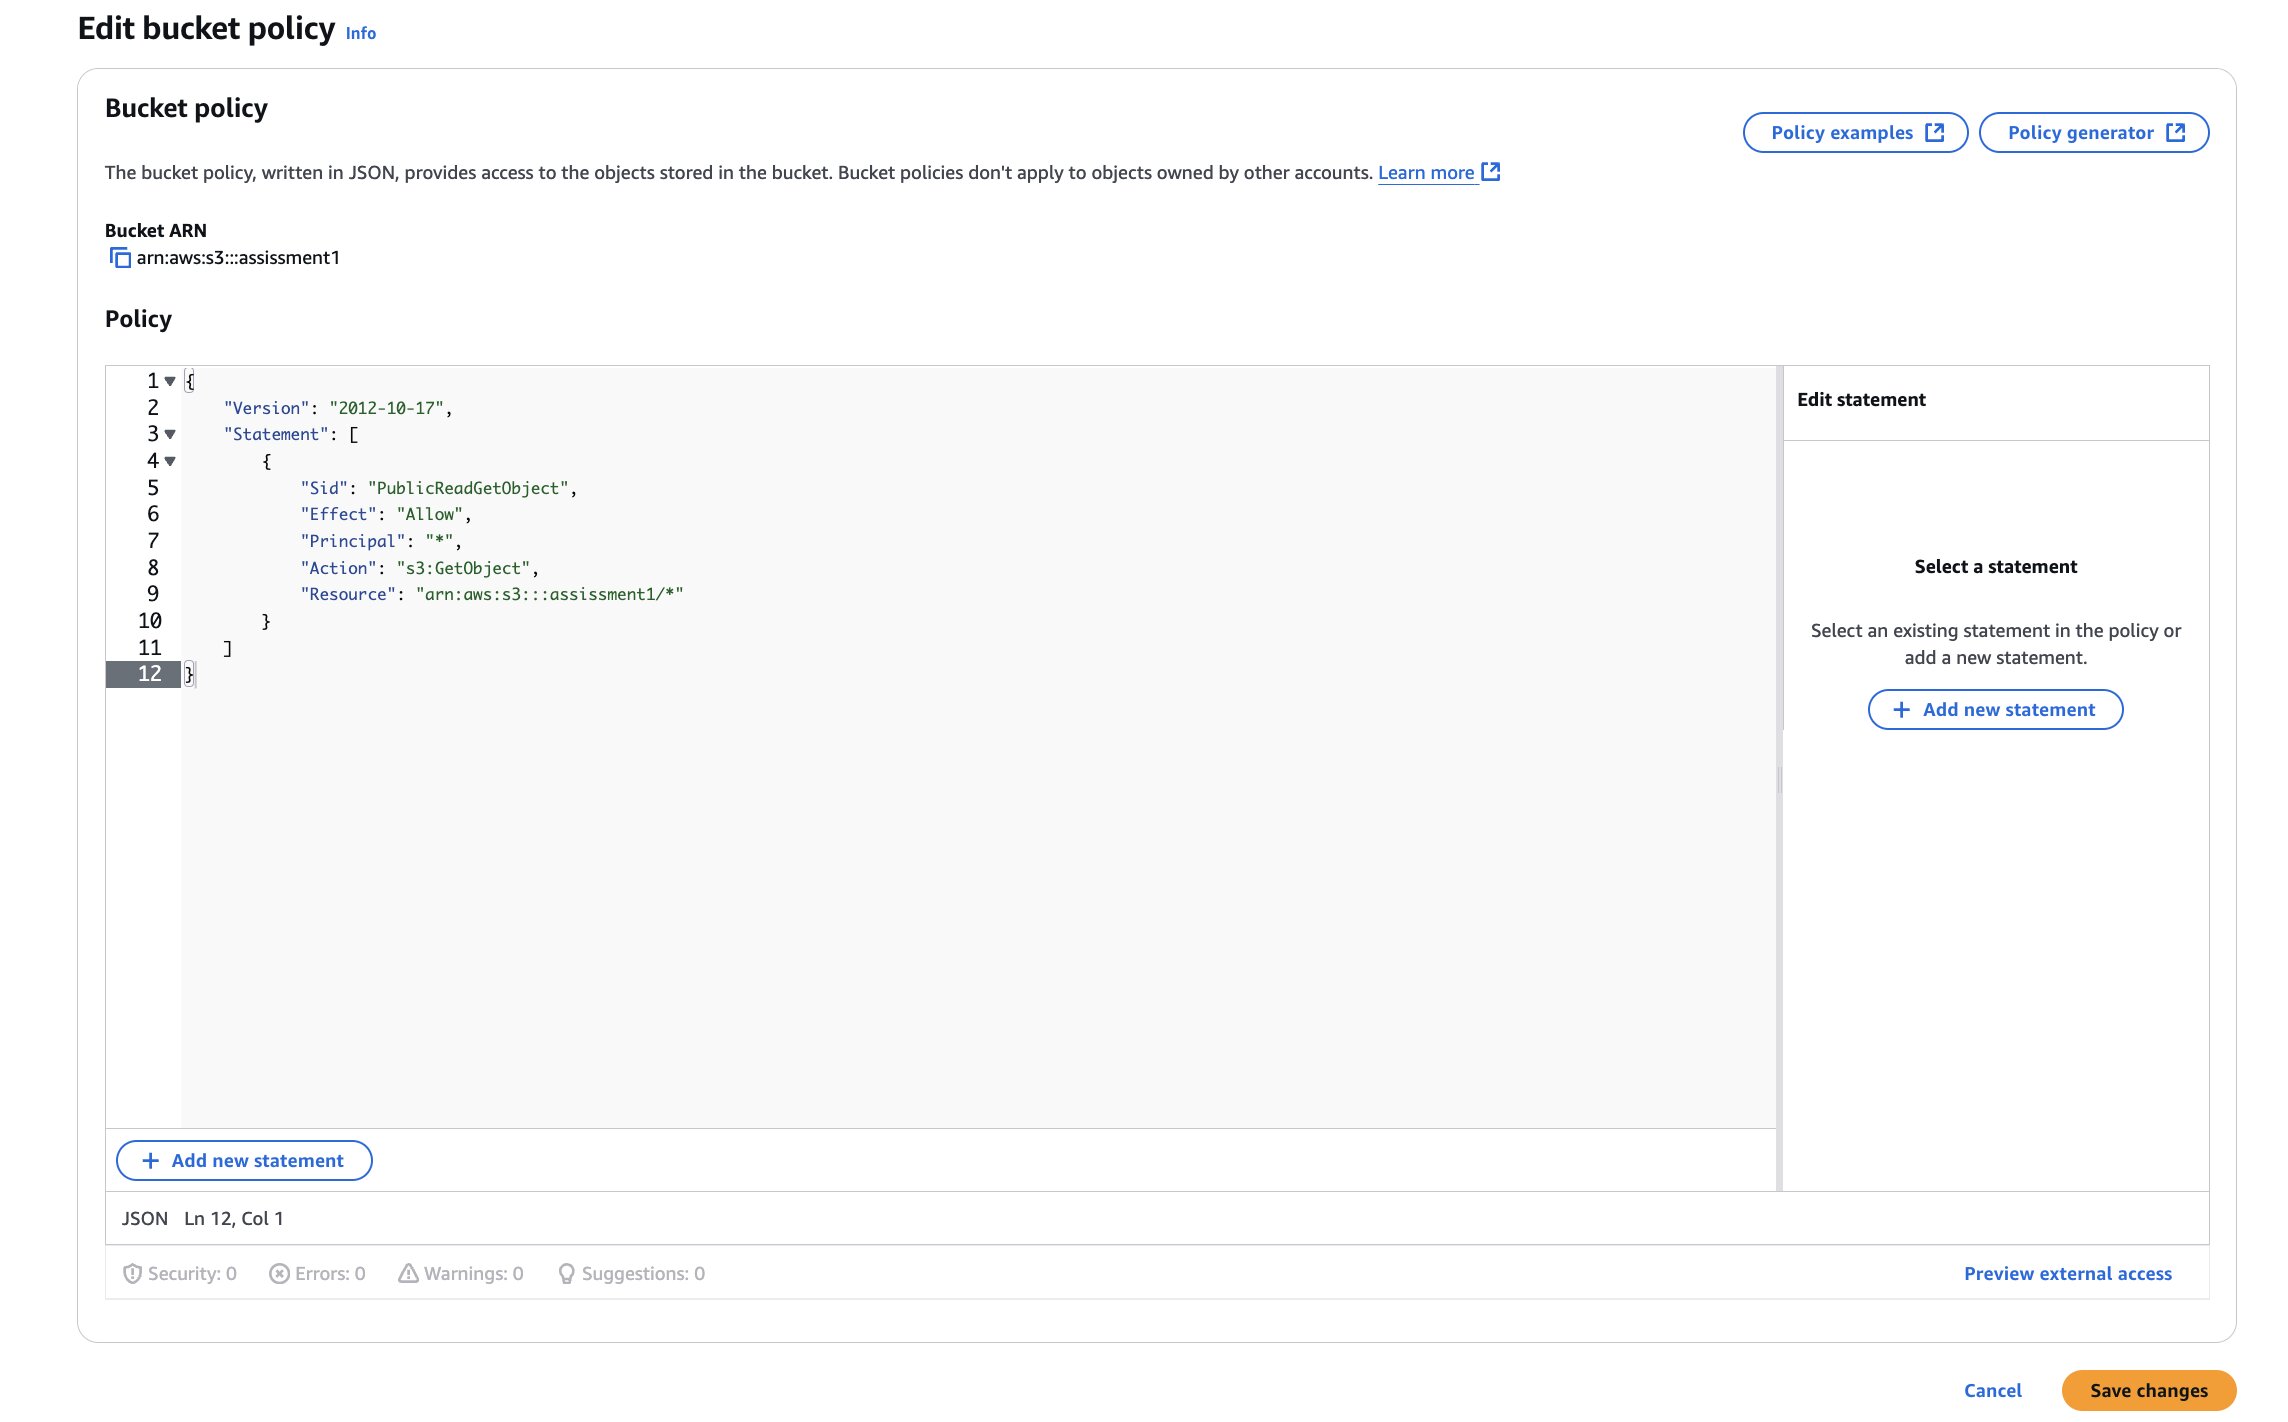 Edit bucket policy Info
Bucket policy
Policy examples
Policy generator
The bucket policy, written in JSON, provides access to the objects stored in the bucket. Bucket policies don't apply to objects owned by other accounts. Learn more
Bucket ARN
arn:aws:s3:::assissment1
Policy
1 {
2 "Version": "2012-10-17",
3 "Statement": [
4 {
5 "Sid": "PublicReadGetObject",
6 "Effect": "Allow",
7 "Principal": "*",
8 "Action": "s3:GetObject",
9 "Resource": "arn:aws:s3:::assissment1/*"
10 }
11 ]
12 }
Edit statement
Select a statement
Select an existing statement in the policy or
add a new statement.
+ Add new statement
+ Add new statement
JSON Ln 12, Col 1
Security: 0 Errors: 0 Warnings: 0 Suggestions: 0
Preview external access
Cancel
Save changes